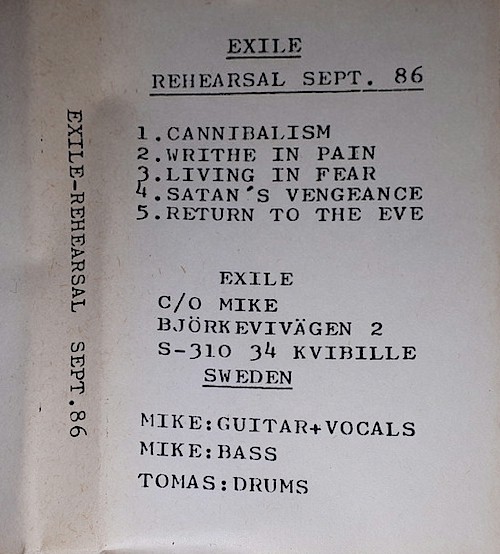 EXILE-REHEARSAL SEPT.86
EXILE
REHEARSAL SEPT. 86
1.CANNIBALISM
2.WRITHE IN PAIN
3.LIVING IN FEAR
4.SATAN´S VENGEANCE
5.RETURN TO THE EVE
EXILE
C/O MIKE
BJÖRKEVIVÄGEN 2
S-310 34 KVIBILLE
SWEDEN
MIKE:GUITAR+VOCALS
MIKE:BASS
TOMAS:DRUMS